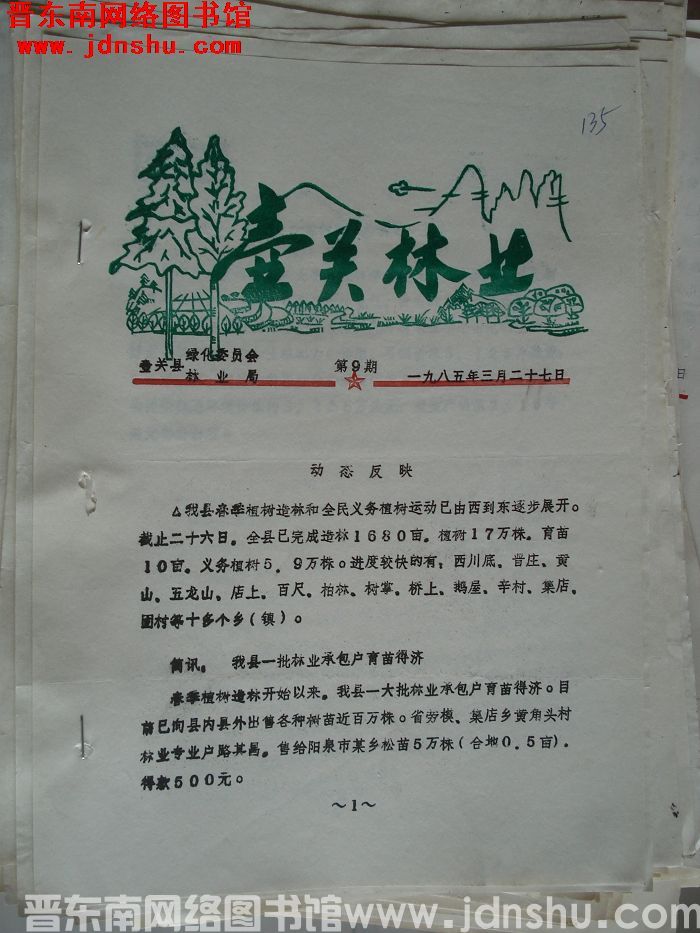 晋东南网络图书馆
www.jdnshu.com
135
壶关林业
壶关县 绿化委员会 林业局 第9期 一九八五年三月二十七日
动态反映
△我县春季植树造林和全民义务植树运动已由西到东逐步展开。
截止二十六日。全县已完成造林1680亩。植树17万株。育苗
10亩。义务植树5.9万株。进度较快的有：西川底、晋庄、黄
山、五龙山、店上、百尺、柏林、树掌、桥上、鹅屋、辛村、集店、
固村等十多个乡（镇）。
简讯。 我县一批林业承包户育苗得济
春季植树造林开始以来。我县一大批林业承包户育苗得济。目
前已向县内县外出售各种树苗近百万株。省劳模、集店乡黄角头村
林业专业户路其昌。售给阳泉市某乡松苗5万株（合地0.5亩）.
得款500元。
～1～
晋东南网络图书馆www.jdnshu.com